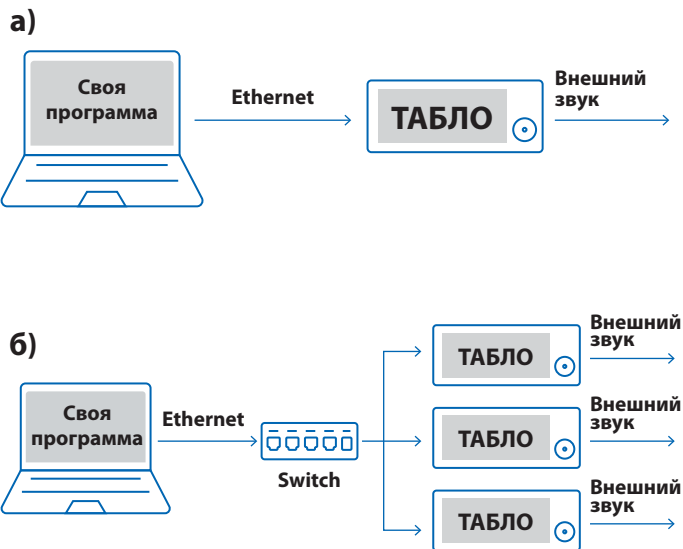 а)
Своя
программа
Ethernet
ТАБЛО
Внешний
звук
б)
Своя
программа
Ethernet
Switch
ТАБЛО
Внешний
звук
ТАБЛО
Внешний
звук
ТАБЛО
Внешний
звук